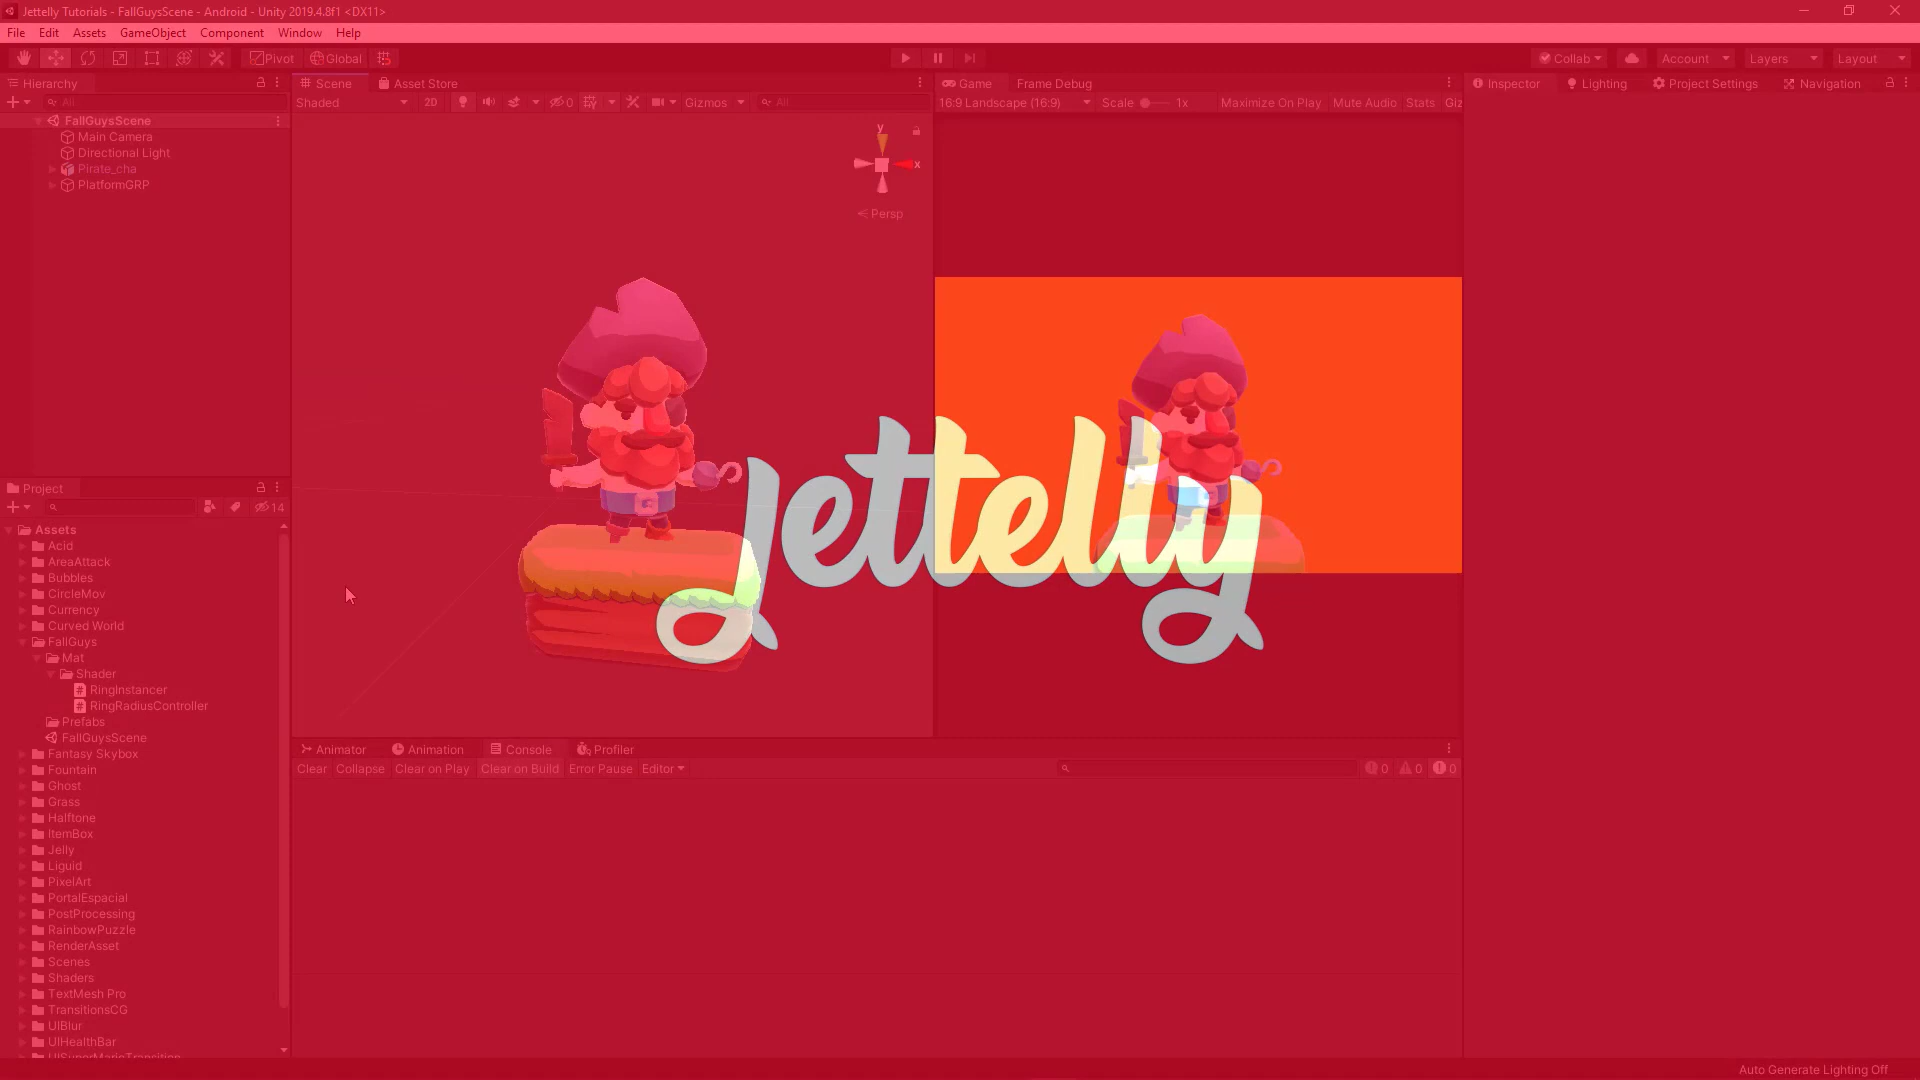 Jettelly Tutorials - FallGuysScene - Android - Unity 2019.4.8f1 <DX11>
File Edit Assets GameObject Component Window Help
Pivot Global Collab Account Layers Layout
Hierarchy
All
FallGuysScene
Main Camera
Directional Light
Pirate_cha
PlatformGRP
Scene Asset Store
Shaded 2D 0 Gizmos All
y
x
Persp
Game Frame Debug
16:9 Landscape (16:9) Scale 1x Maximize On Play Mute Audio Stats Giz
Inspector Lighting Project Settings Navigation
jettelly
Project
14
Assets
Acid
AreaAttack
Bubbles
CircleMov
Currency
Curved World
FallGuys
Mat
Shader
RingInstancer
RingRadiusController
Prefabs
FallGuysScene
Fantasy Skybox
Fountain
Ghost
Grass
Halftone
ItemBox
Jelly
Liguid
PixelArt
PortalEspacial
PostProcessing
RainbowPuzzle
RenderAsset
Scenes
Shaders
TextMesh Pro
TransitionsCG
UIBlur
UIHealthBar
UISuperMarioTransition
Animator Animation Console Profiler
Clear Collapse Clear on Play Clear on Build Error Pause Editor 0 0 0
Auto Generate Lighting Off